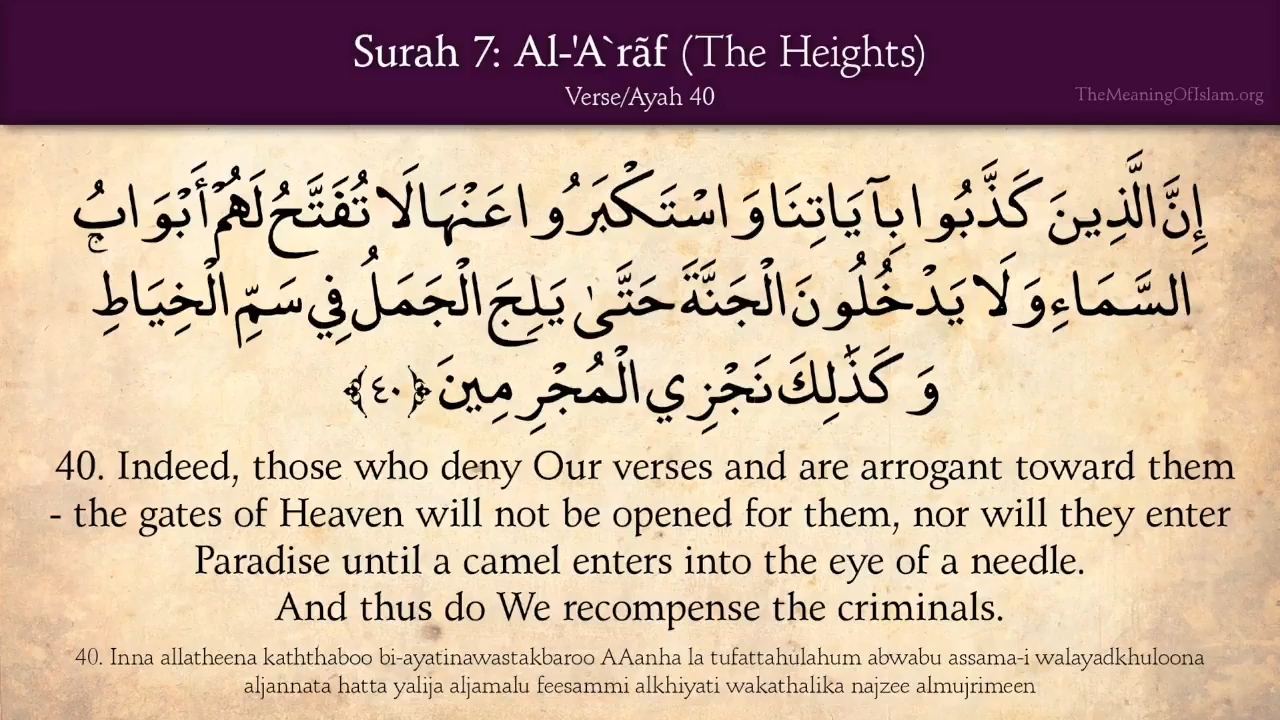 Surah 7: Al-'A`rãf (The Heights)
Verse/Ayah 40
TheMeaningOfIslam.org
إِنَّ الَّذِينَ كَذَّبُوا بِآيَاتِنَا وَاسْتَكْبَرُوا عَنْهَا لَا تُفَتَّحُ لَهُمْ أَبْوَابُ
السَّمَاءِ وَلَا يَدْخُلُونَ الْجَنَّةَ حَتَّىٰ يَلِجَ الْجَمَلُ فِي سَمِّ الْخِيَاطِ ۚ
وَكَذَٰلِكَ نَجْزِي الْمُجْرِمِينَ ﴿٤٠﴾
40. Indeed, those who deny Our verses and are arrogant toward them
- the gates of Heaven will not be opened for them, nor will they enter
Paradise until a camel enters into the eye of a needle.
And thus do We recompense the criminals.
40. Inna allatheena kaththaboo bi-ayatinawastakbaroo AAanha la tufattahulahum abwabu assama-i walayadkhuloona
aljannata hatta yalija aljamalu feesammi alkhiyati wakathalika najzee almujrimeen